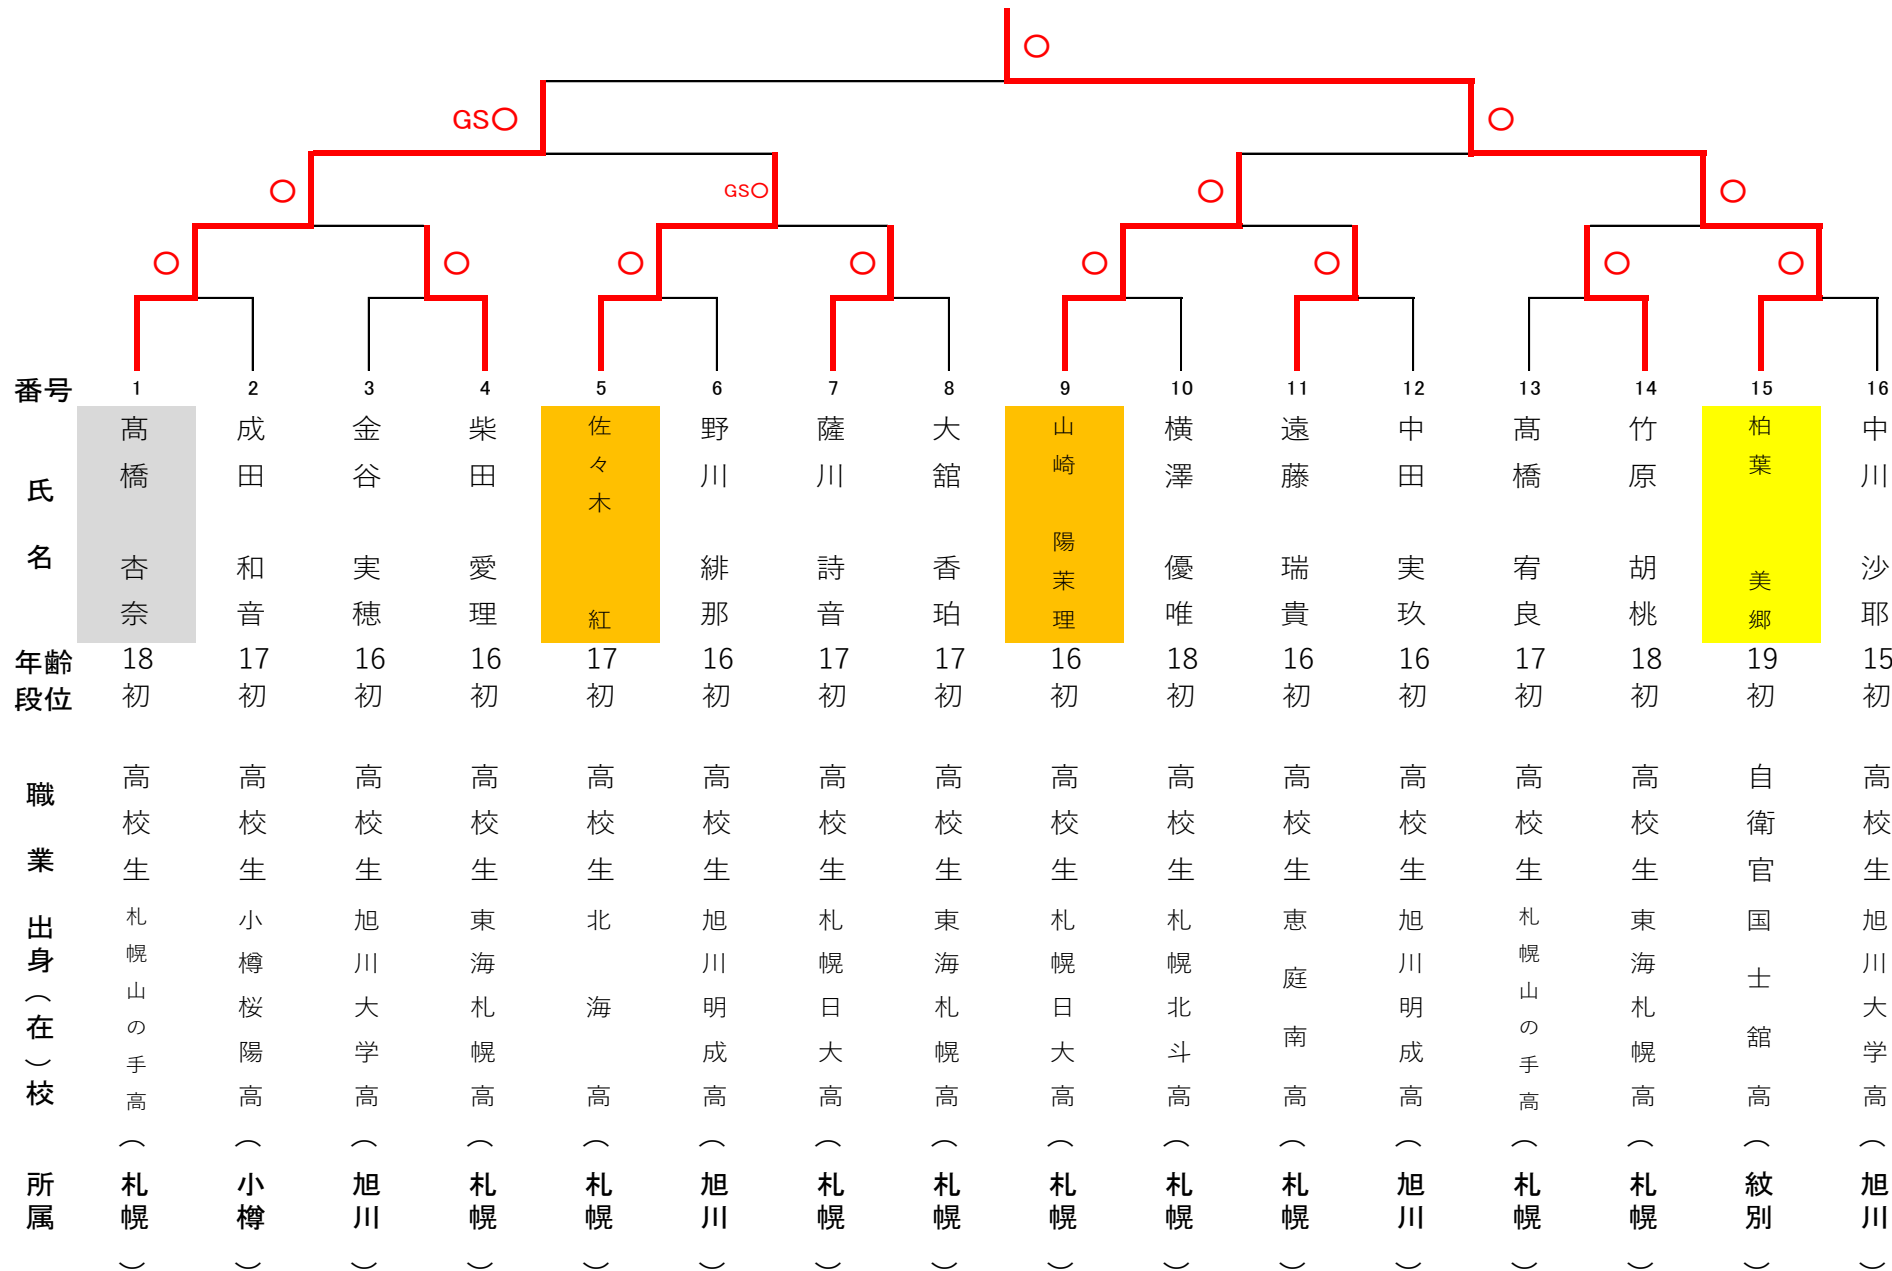 GS○
○
○
○
GS○
○
○
○
○
○
○
○
○
○
○
番号 1 2 3 4 5 6 7 8 9 10 11 12 13 14 15 16
氏名
髙橋 杏奈
成田 和音
金谷 実穂
柴田 愛理
佐々木 紅
野川 緋那
薩川 詩音
大舘 香珀
山崎 陽茉理
横澤 優唯
遠藤 瑞貴
中田 実玖
髙橋 宥良
竹原 胡桃
柏葉 美郷
中川 沙耶
年齢 18 17 16 16 17 16 17 17 16 18 16 16 17 18 19 15
段位 初 初 初 初 初 初 初 初 初 初 初 初 初 初 初 初
職業
高校生
高校生
高校生
高校生
高校生
高校生
高校生
高校生
高校生
高校生
高校生
高校生
高校生
高校生
自衛官
高校生
出身(在)校
札幌山の手高
小樽桜陽高
旭川大学高
東海札幌高
北海高
旭川明成高
札幌日大高
東海札幌高
札幌日大高
札幌北斗高
恵庭南高
旭川明成高
札幌山の手高
東海札幌高
国士舘高
旭川大学高
所属
(札幌)
(小樽)
(旭川)
(札幌)
(札幌)
(旭川)
(札幌)
(札幌)
(札幌)
(札幌)
(札幌)
(旭川)
(札幌)
(札幌)
(紋別)
(旭川)